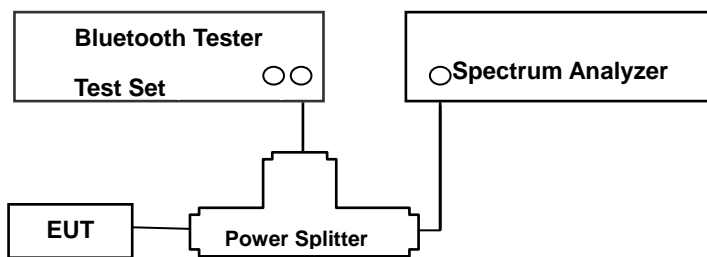 Bluetooth Tester
Test Set
Spectrum Analyzer
EUT
Power Splitter